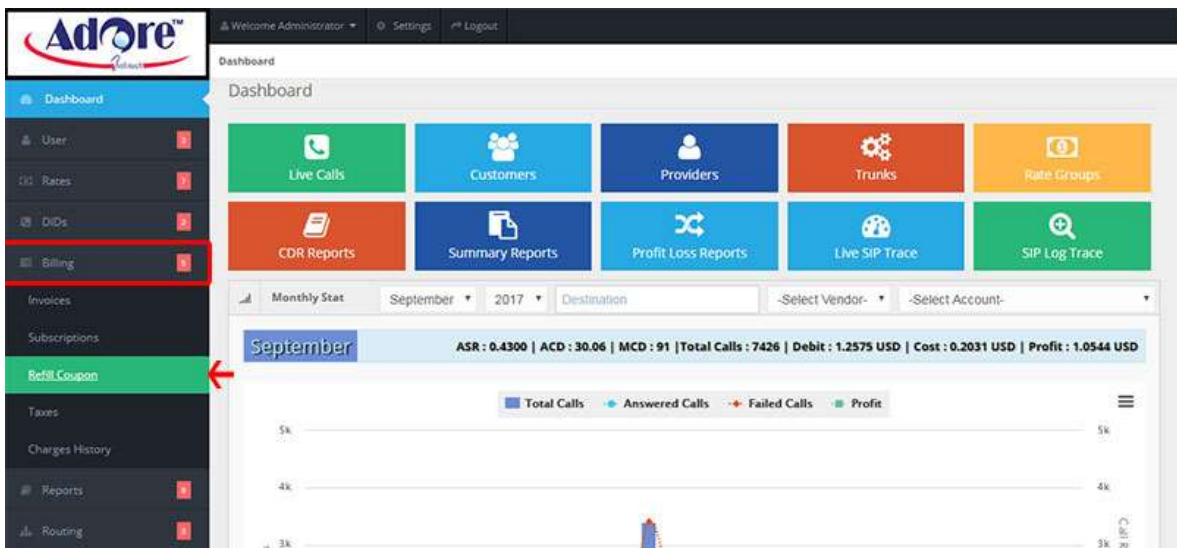 Adore™
Welcome Administrator
Settings
Logout
Dashboard
Dashboard
Dashboard
User
Rates
DIDs
Billing
5
Invoices
Subscriptions
Refill Coupon
Taxes
Charges History
Reports
Routing
Live Calls
Customers
Providers
Trunks
Rate Groups
CDR Reports
Summary Reports
Profit Loss Reports
Live SIP Trace
SIP Log Trace
Monthly Stat
September
2017
Destination
-Select Vendor-
-Select Account-
September
ASR : 0.4300 | ACD : 30.06 | MCD : 91 |Total Calls : 7426 | Debit : 1.2575 USD | Cost : 0.2031 USD | Profit : 1.0544 USD
Total Calls
Answered Calls
Failed Calls
Profit
5k
5k
4k
4k
3k
3k